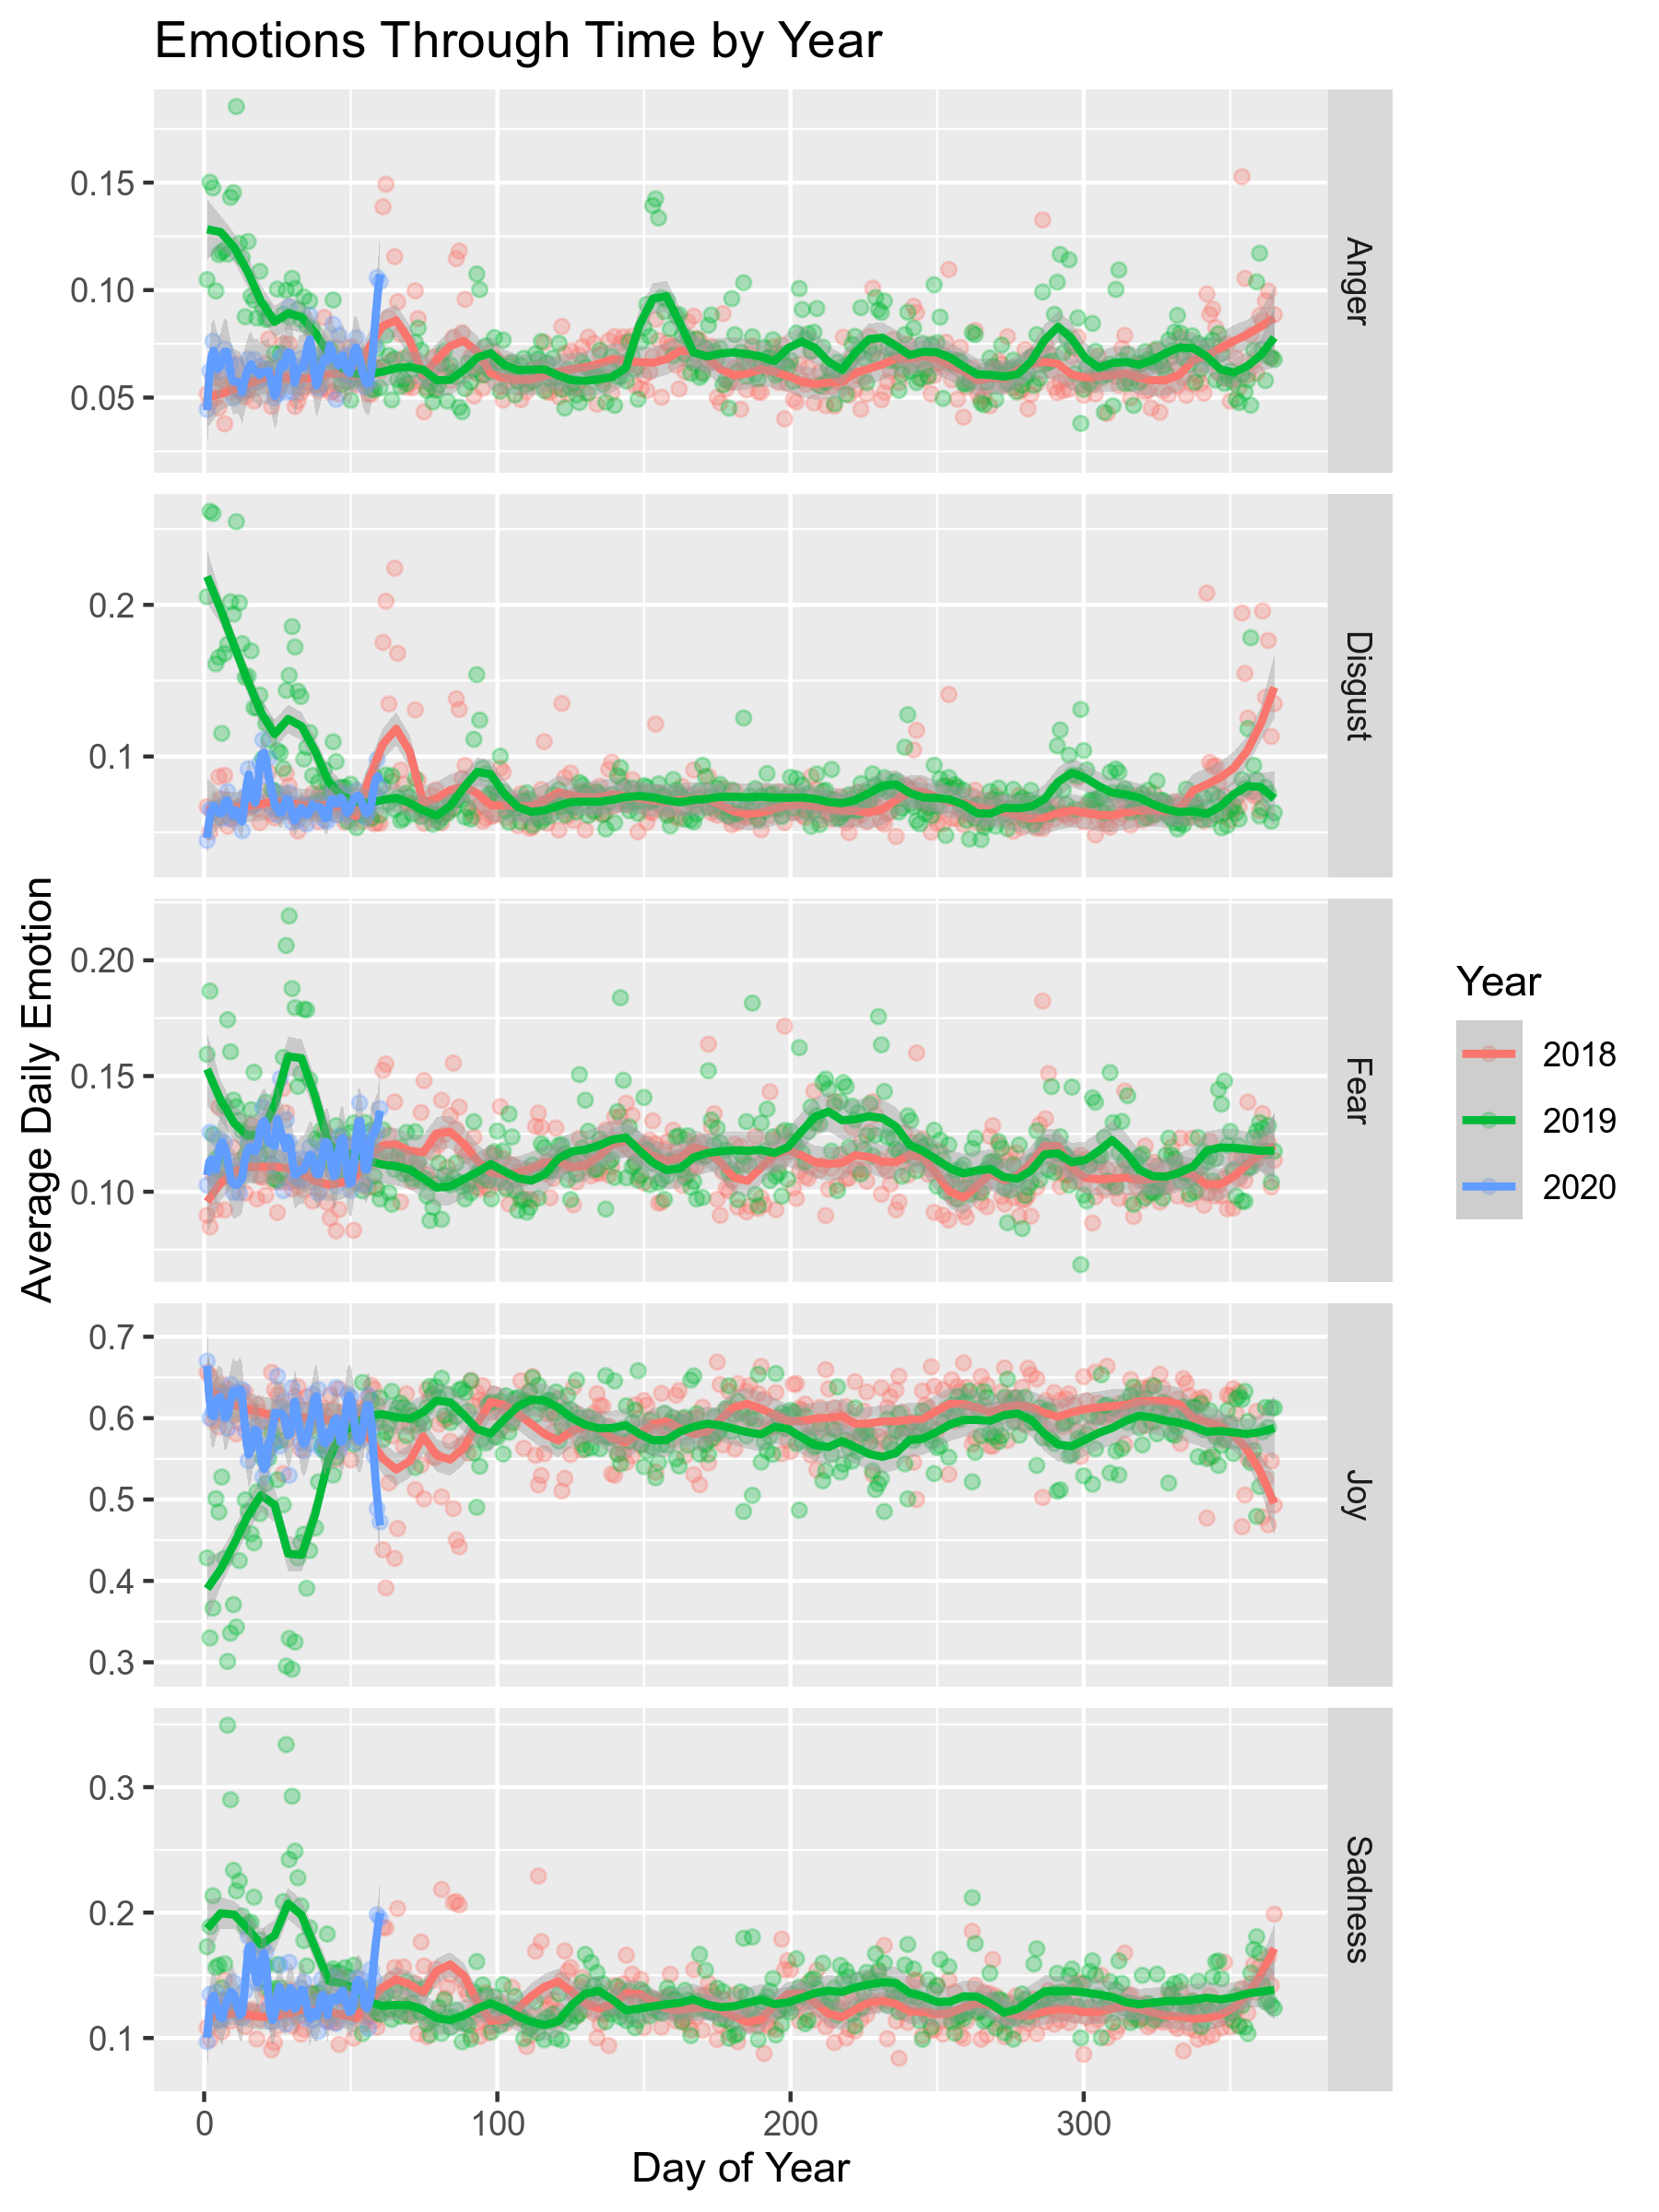 Emotions Through Time by Year
0.15
0.10
0.05
Anger
0.2
0.1
Disgust
Average Daily Emotion
0.20
0.15
0.10
Fear
Year
2018
2019
2020
0.7
0.6
0.5
0.4
0.3
Joy
0.3
0.2
0.1
Sadness
0 100 200 300
Day of Year